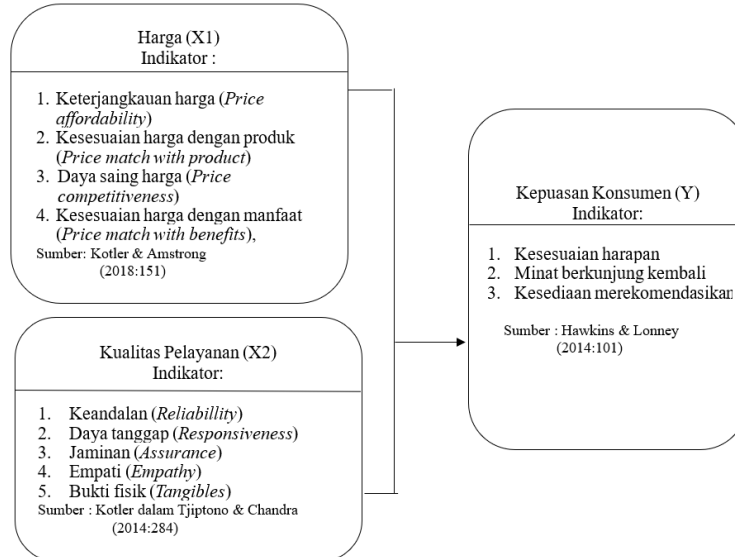 Harga (X1)
Indikator :
1. Keterjangkauan harga (Price
affordability)
2. Kesesuaian harga dengan produk
(Price match with product)
3. Daya saing harga (Price
competitiveness)
4. Kesesuaian harga dengan manfaat
(Price match with benefits),
Sumber: Kotler & Amstrong
(2018:151)
Kualitas Pelayanan (X2)
Indikator:
1. Keandalan (Reliabillity)
2. Daya tanggap (Responsiveness)
3. Jaminan (Assurance)
4. Empati (Empathy)
5. Bukti fisik (Tangibles)
Sumber : Kotler dalam Tjiptono & Chandra
(2014:284)
Kepuasan Konsumen (Y)
Indikator:
1. Kesesuaian harapan
2. Minat berkunjung kembali
3. Kesediaan merekomendasikan
Sumber : Hawkins & Lonney
(2014:101)